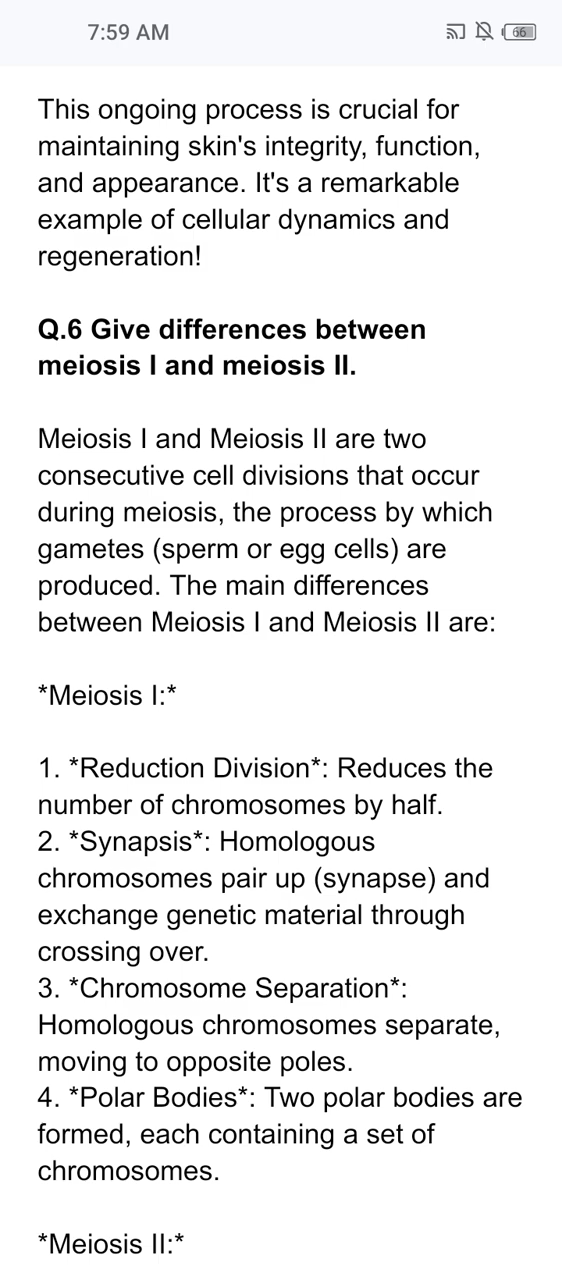 7:59 AM
66
This ongoing process is crucial for
maintaining skin's integrity, function,
and appearance. It's a remarkable
example of cellular dynamics and
regeneration!
Q.6 Give differences between
meiosis I and meiosis II.
Meiosis I and Meiosis II are two
consecutive cell divisions that occur
during meiosis, the process by which
gametes (sperm or egg cells) are
produced. The main differences
between Meiosis I and Meiosis II are:
*Meiosis I:*
1. *Reduction Division*: Reduces the
number of chromosomes by half.
2. *Synapsis*: Homologous
chromosomes pair up (synapse) and
exchange genetic material through
crossing over.
3. *Chromosome Separation*:
Homologous chromosomes separate,
moving to opposite poles.
4. *Polar Bodies*: Two polar bodies are
formed, each containing a set of
chromosomes.
*Meiosis II:*